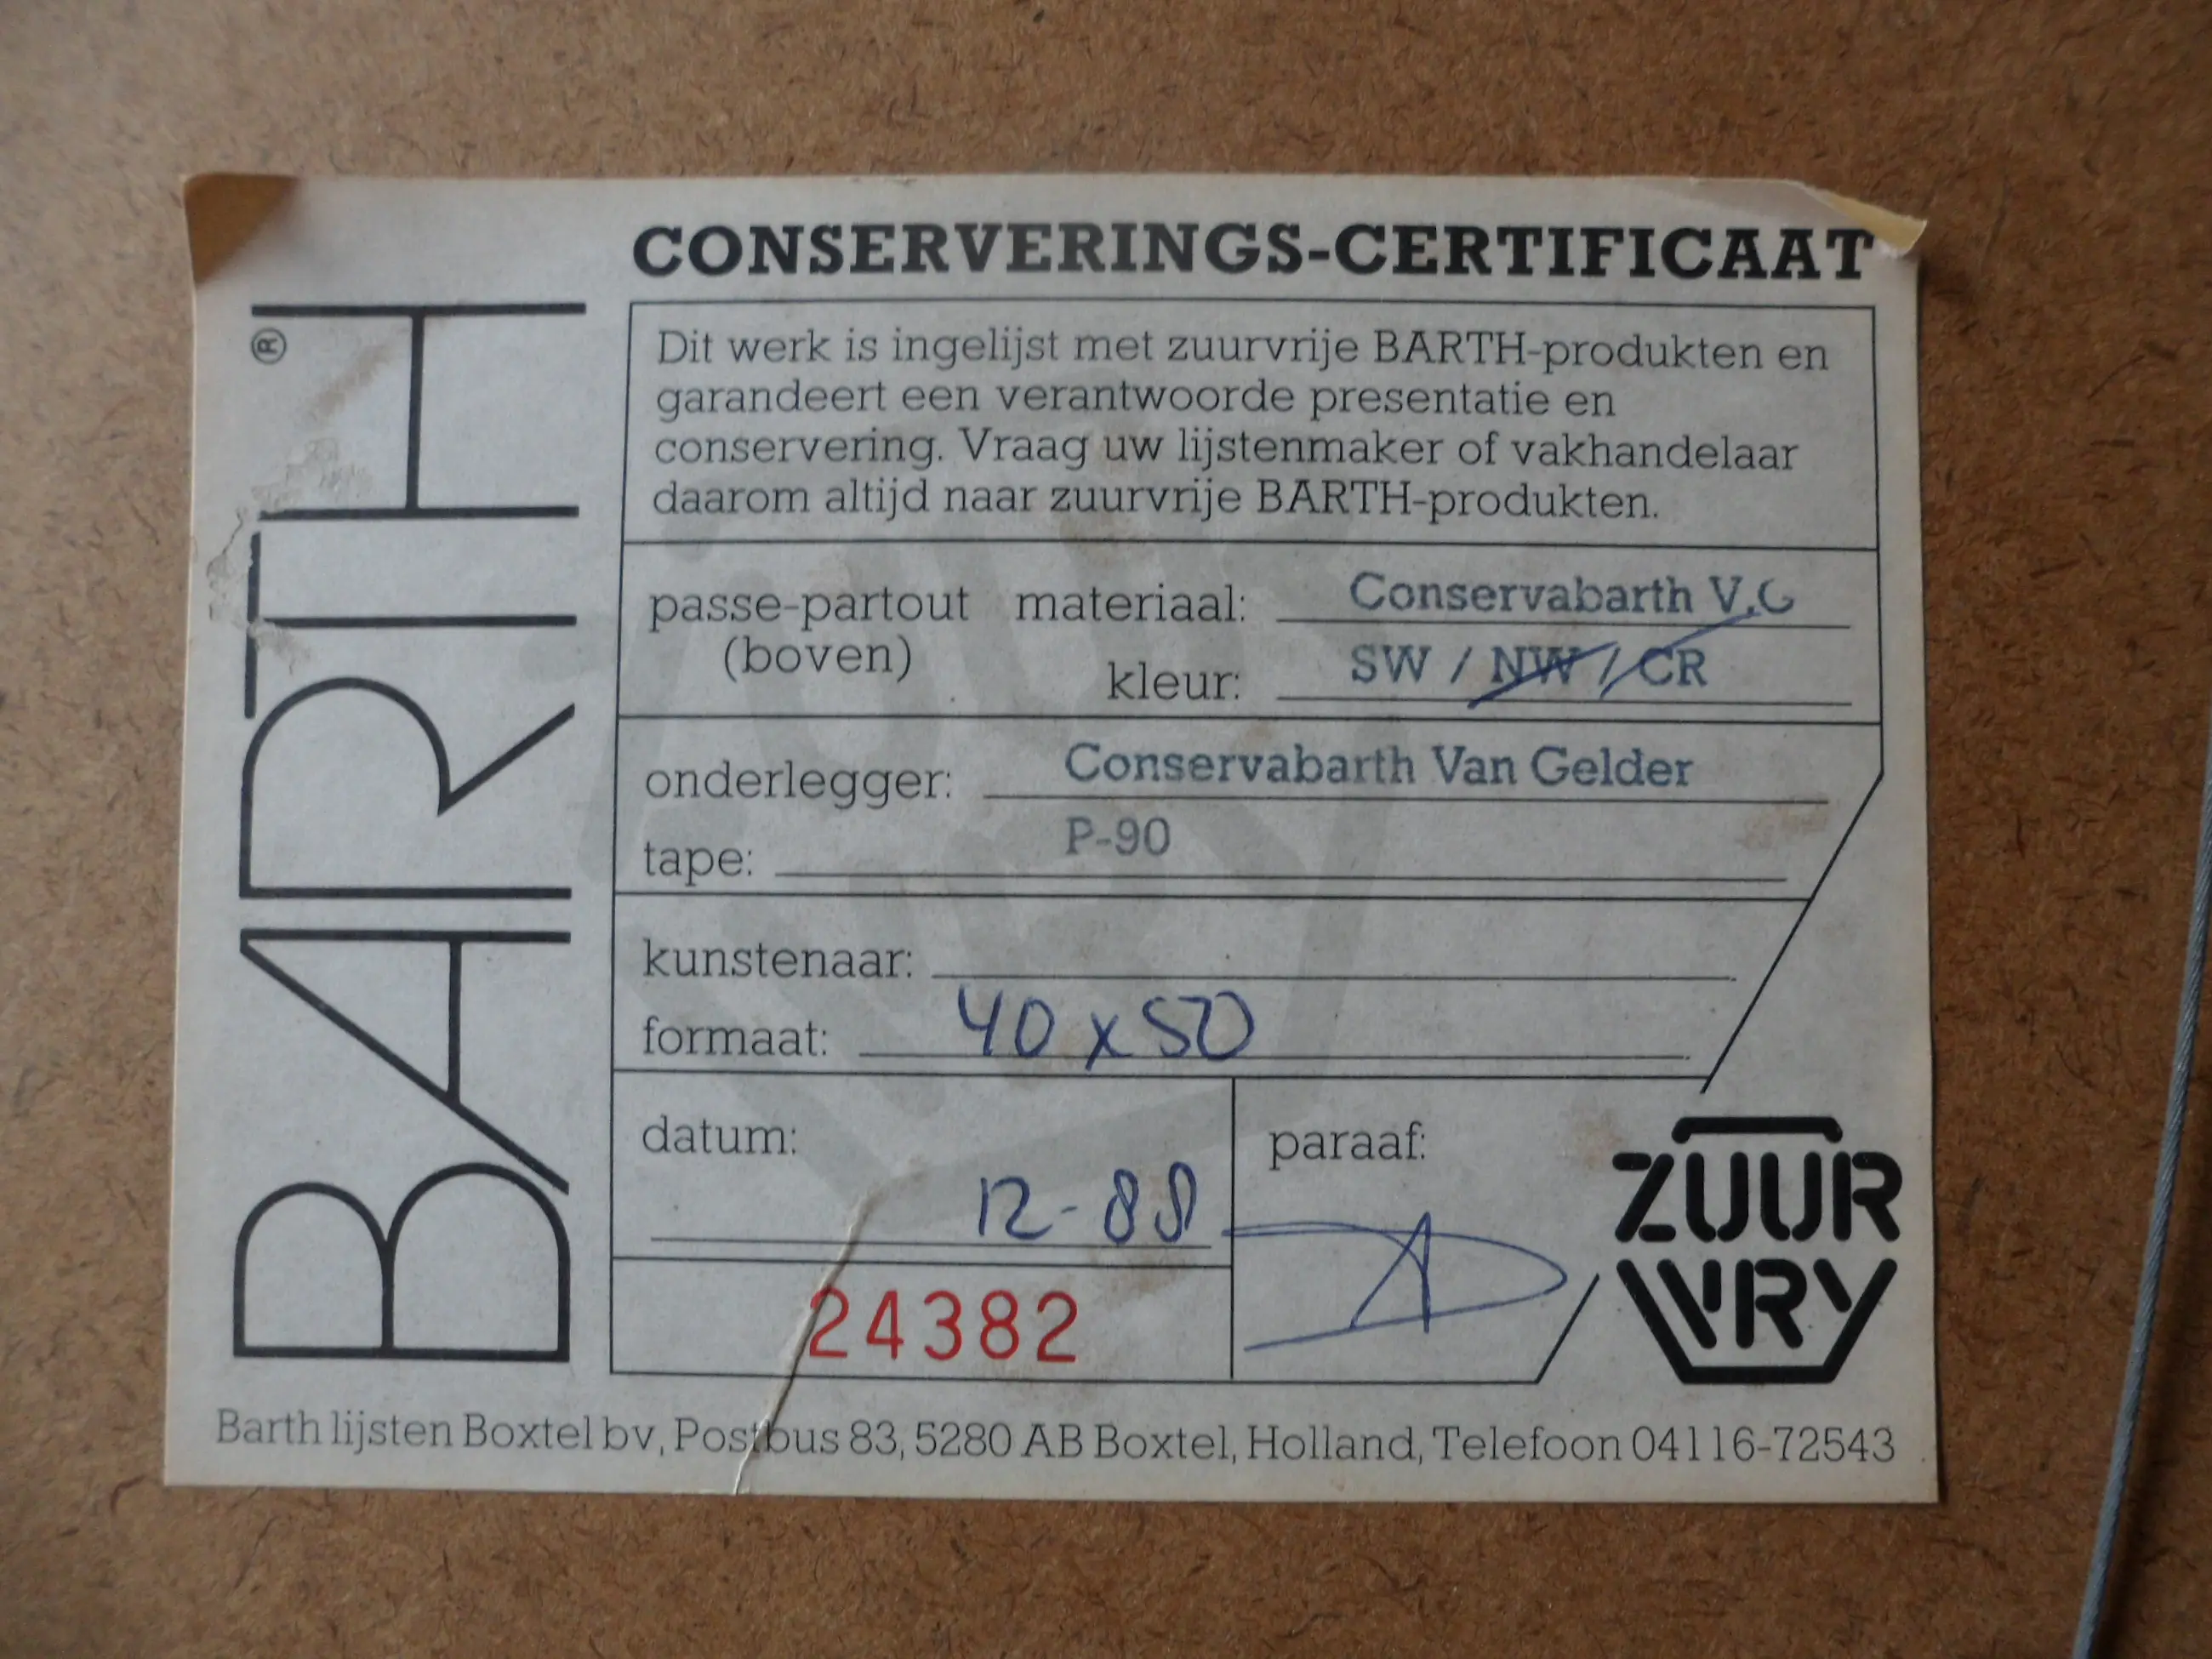 BARTH®
CONSERVERINGS-CERTIFICAAT
Dit werk is ingelijst met zuurvrije BARTH-produkten en
garandeert een verantwoorde presentatie en
conservering. Vraag uw lijstenmaker of vakhandelaar
daarom altijd naar zuurvrije BARTH-produkten.
passe-partout materiaal: Conservabarth V.G
(boven) kleur: SW / NW / CR
onderlegger: Conservabarth Van Gelder
tape: P-90
kunstenaar:
formaat: 40 x 50
datum: 12-88
paraaf:
24382
ZUUR
VRY
Barth lijsten Boxtel bv, Postbus 83, 5280 AB Boxtel, Holland, Telefoon 04116-72543